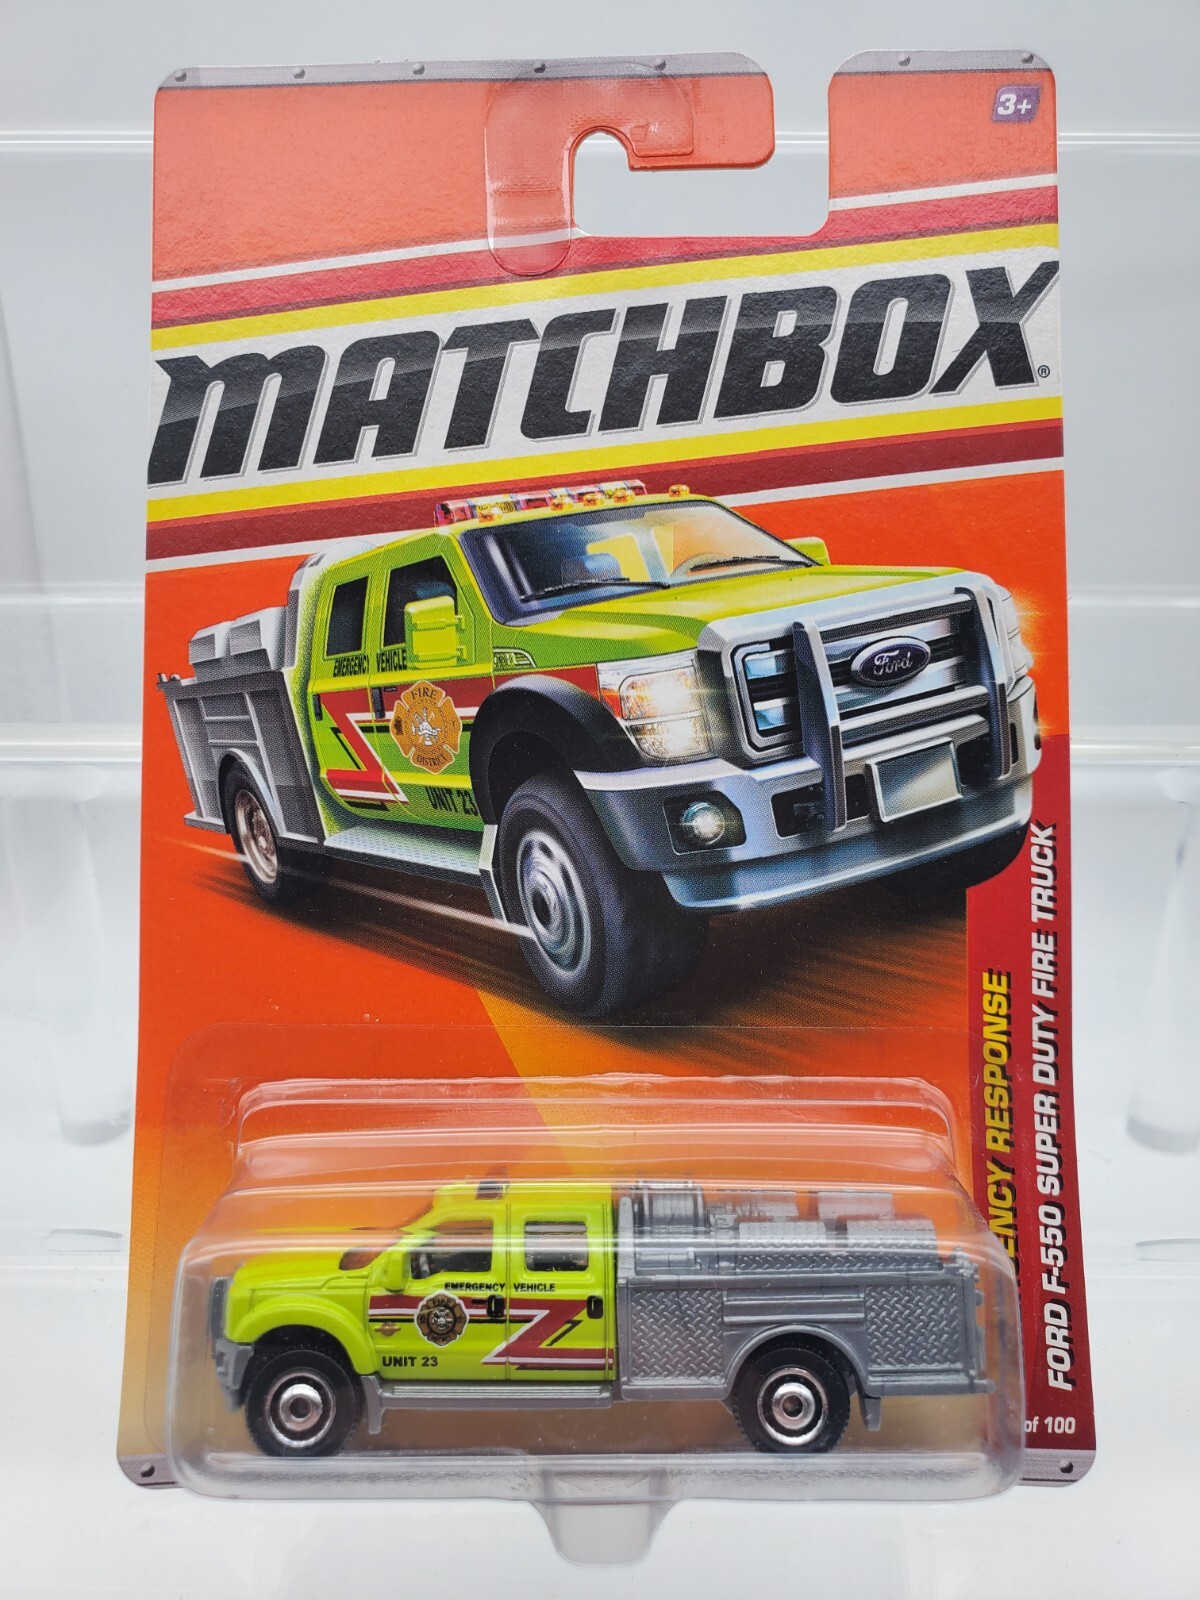 3+
MATCHBOX®
Ford
EMERGENCY VEHICLE
FIRE
DISTRICT
UNIT 23
RESPONSE
FORD F-550 SUPER DUTY FIRE TRUCK
of 100
EMERGENCY VEHICLE
FIRE
UNIT 23